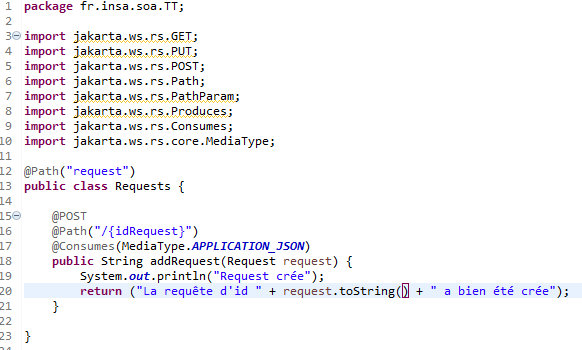 1 package fr.insa.soa.TT;
2
3 import jakarta.ws.rs.GET;
4 import jakarta.ws.rs.PUT;
5 import jakarta.ws.rs.POST;
6 import jakarta.ws.rs.Path;
7 import jakarta.ws.rs.PathParam;
8 import jakarta.ws.rs.Produces;
9 import jakarta.ws.rs.Consumes;
10 import jakarta.ws.rs.core.MediaType;
11
12 @Path("request")
13 public class Requests {
14
15 @POST
16 @Path("/{idRequest}")
17 @Consumes(MediaType.APPLICATION_JSON)
18 public String addRequest(Request request) {
19 System.out.println("Request crée");
20 return ("La requête d'id " + request.toString() + " a bien été crée");
21 }
22
23 }